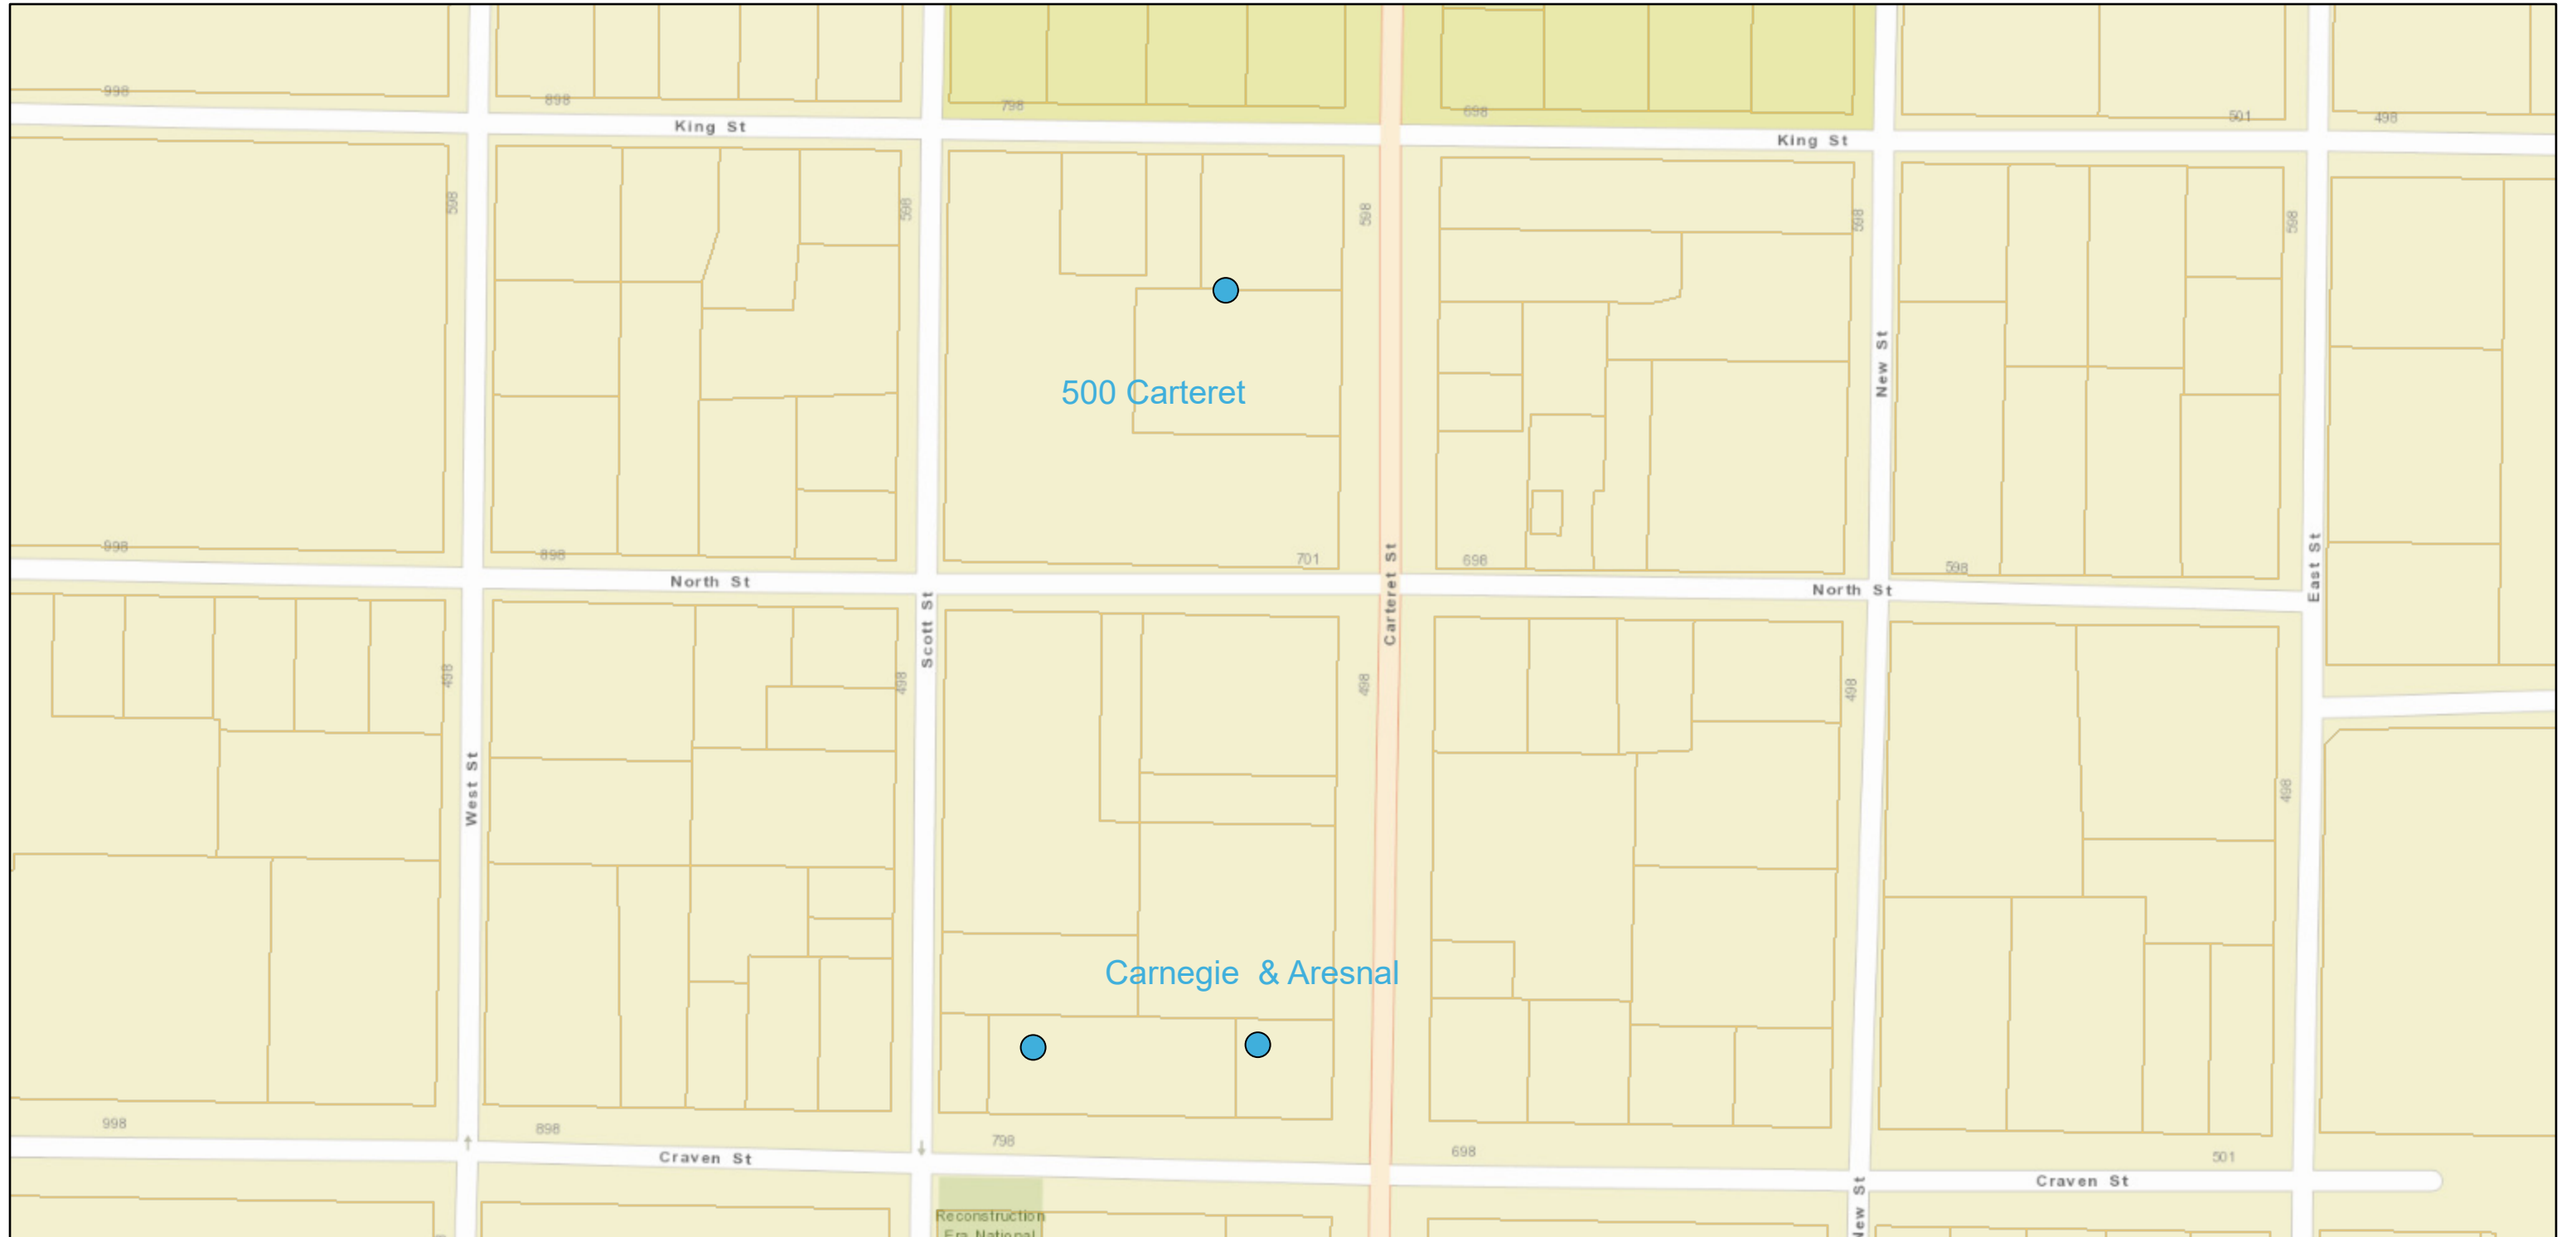 998
898
798
698
501
498
King St
King St
598
598
598
598
598
500 Carteret
New St
998
898
701
698
598
North St
North St
Scott St
Carteret St
East St
498
498
498
498
498
West St
Carnegie & Aresnal
998
898
798
698
501
Craven St
Craven St
New St
Reconstruction
Era National